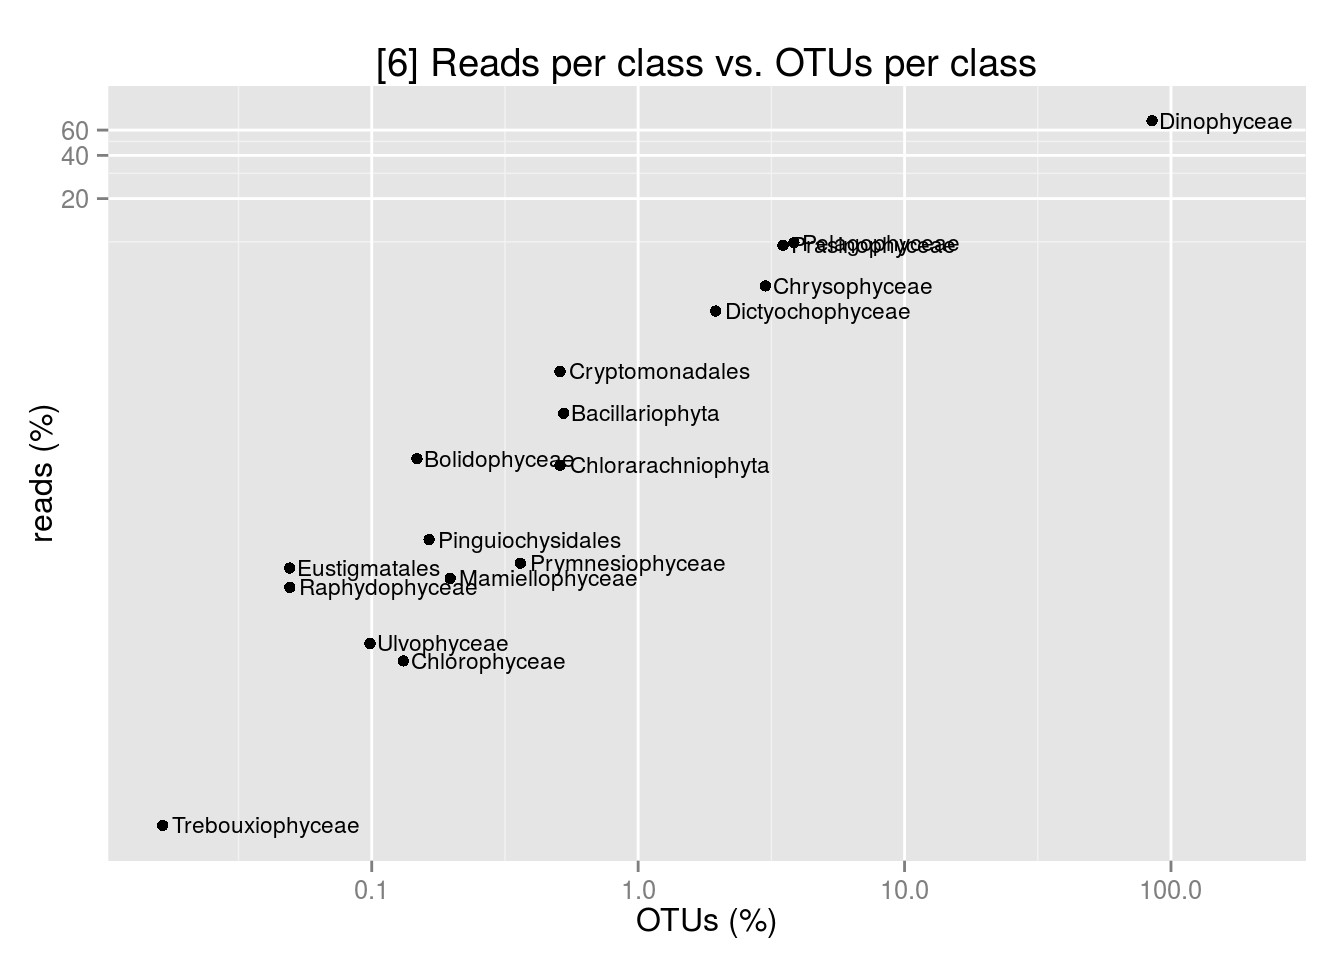 [6] Reads per class vs. OTUs per class
60
40
20
reads (%)
Dinophyceae
Pelagophyceae
Prasinophyceae
Chrysophyceae
Dictyochophyceae
Cryptomonadales
Bacillariophyta
Bolidophyceae
Chlorarachniophyta
Pinguiochysidales
Prymnesiophyceae
Eustigmatales
Mamiellophyceae
Raphydophyceae
Ulvophyceae
Chlorophyceae
Trebouxiophyceae
0.1 1.0 10.0 100.0
OTUs (%)